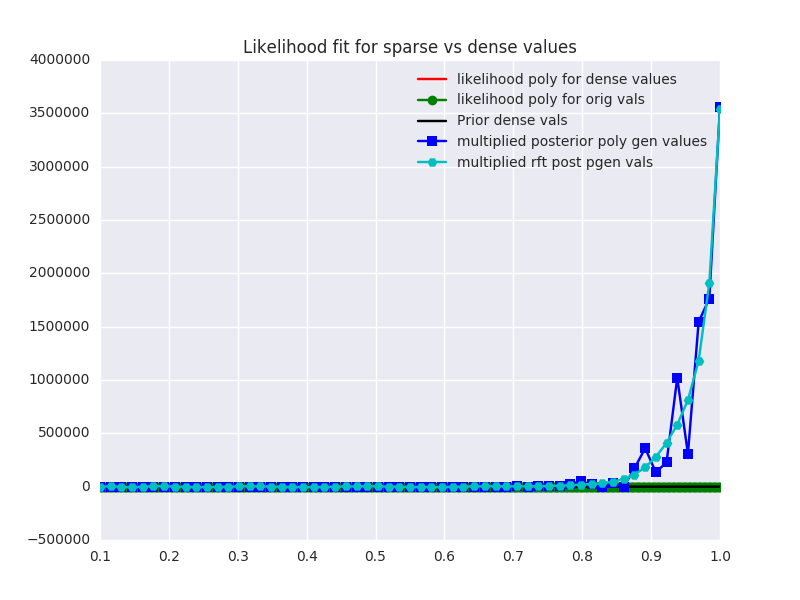 Likelihood fit for sparse vs dense values
4000000
3500000
3000000
2500000
2000000
1500000
1000000
500000
0
−500000
0.1 0.2 0.3 0.4 0.5 0.6 0.7 0.8 0.9 1.0
likelihood poly for dense values
likelihood poly for orig vals
Prior dense vals
multiplied posterior poly gen values
multiplied rft post pgen vals